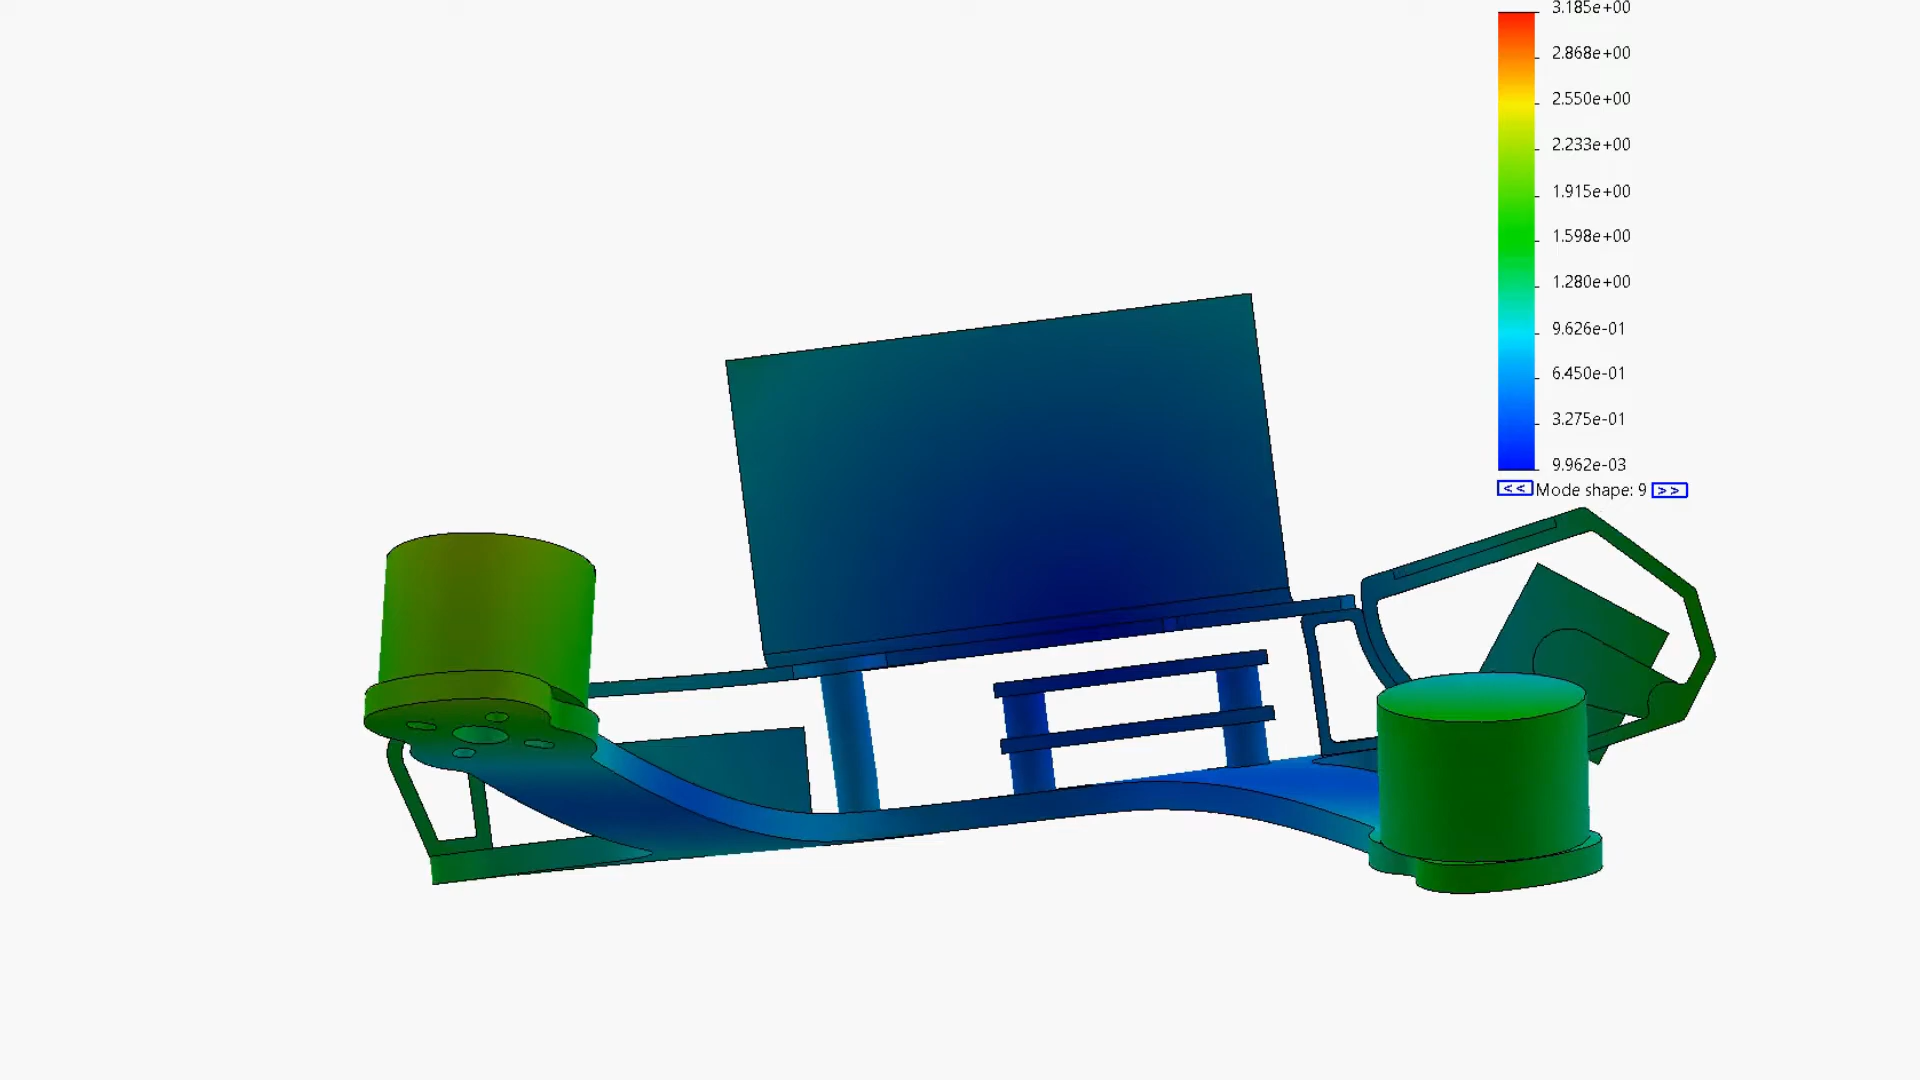 3.185e+00
2.868e+00
2.550e+00
2.233e+00
1.915e+00
1.598e+00
1.280e+00
9.626e-01
6.450e-01
3.275e-01
9.962e-03
<< Mode shape: 9 >>